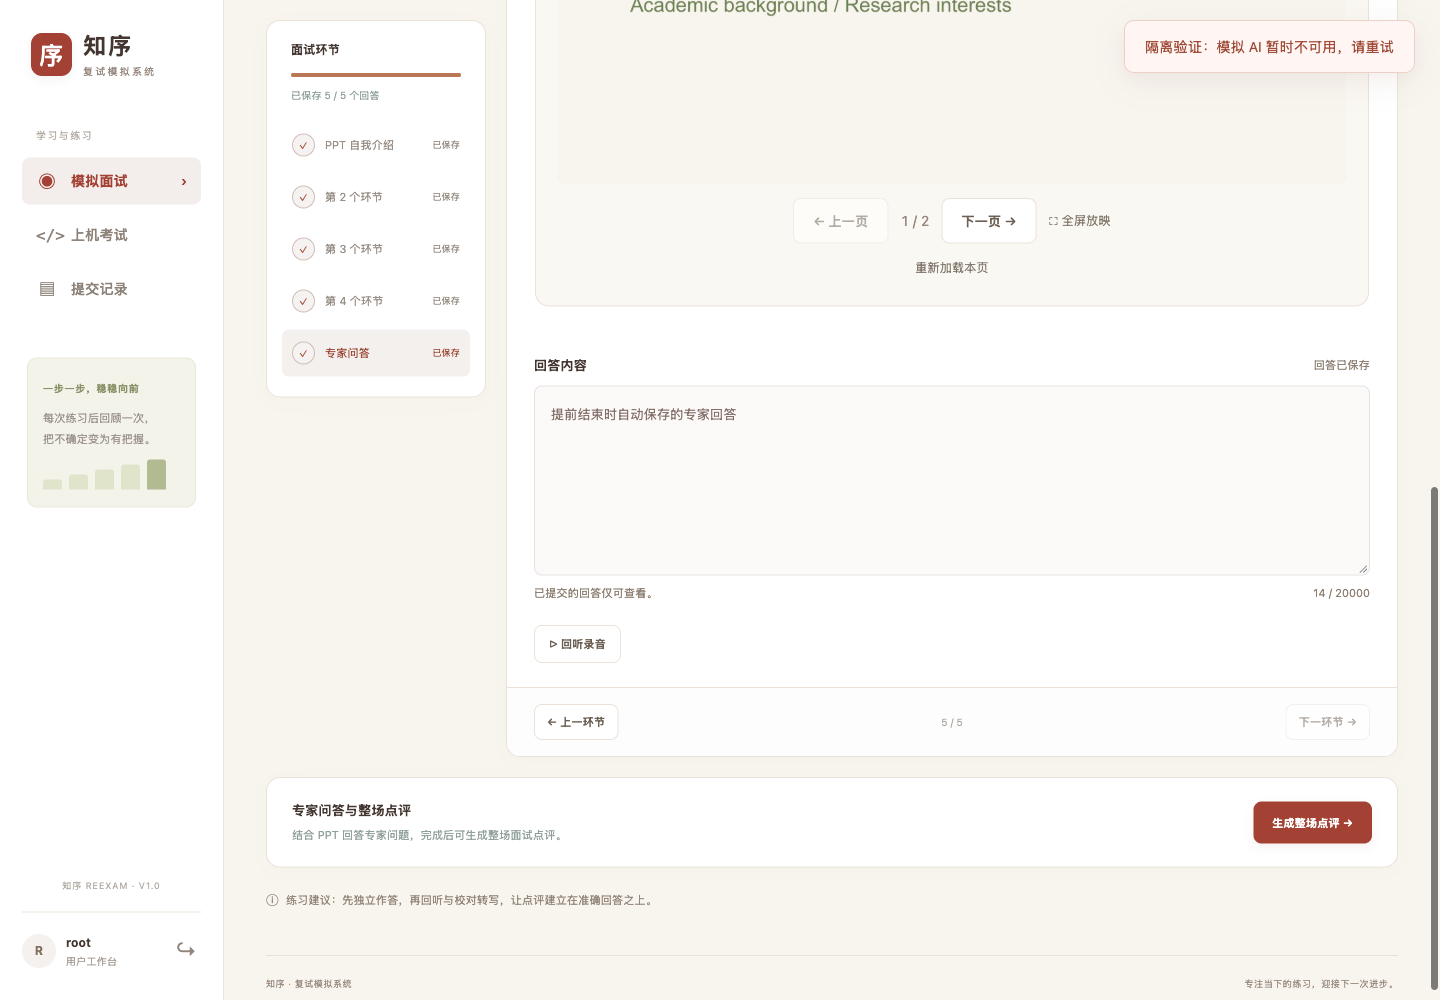 序
知序
复试模拟系统
学习与练习
模拟面试
</> 上机考试
提交记录
一步一步，稳稳向前
每次练习后回顾一次，
把不确定变为有把握。
知序 REEXAM · V1.0
R
root
用户工作台
面试环节
已保存 5 / 5 个回答
PPT 自我介绍 已保存
第 2 个环节 已保存
第 3 个环节 已保存
第 4 个环节 已保存
专家问答 已保存
Academic background / Research interests
隔离验证：模拟 AI 暂时不可用，请重试
← 上一页 1 / 2 下一页 → 全屏放映
重新加载本页
回答内容 回答已保存
提前结束时自动保存的专家回答
已提交的回答仅可查看。 14 / 20000
回听录音
← 上一环节 5 / 5 下一环节 →
专家问答与整场点评
结合 PPT 回答专家问题，完成后可生成整场面试点评。
生成整场点评 →
练习建议：先独立作答，再回听与校对转写，让点评建立在准确回答之上。
知序 · 复试模拟系统 专注当下的练习，迎接下一次进步。